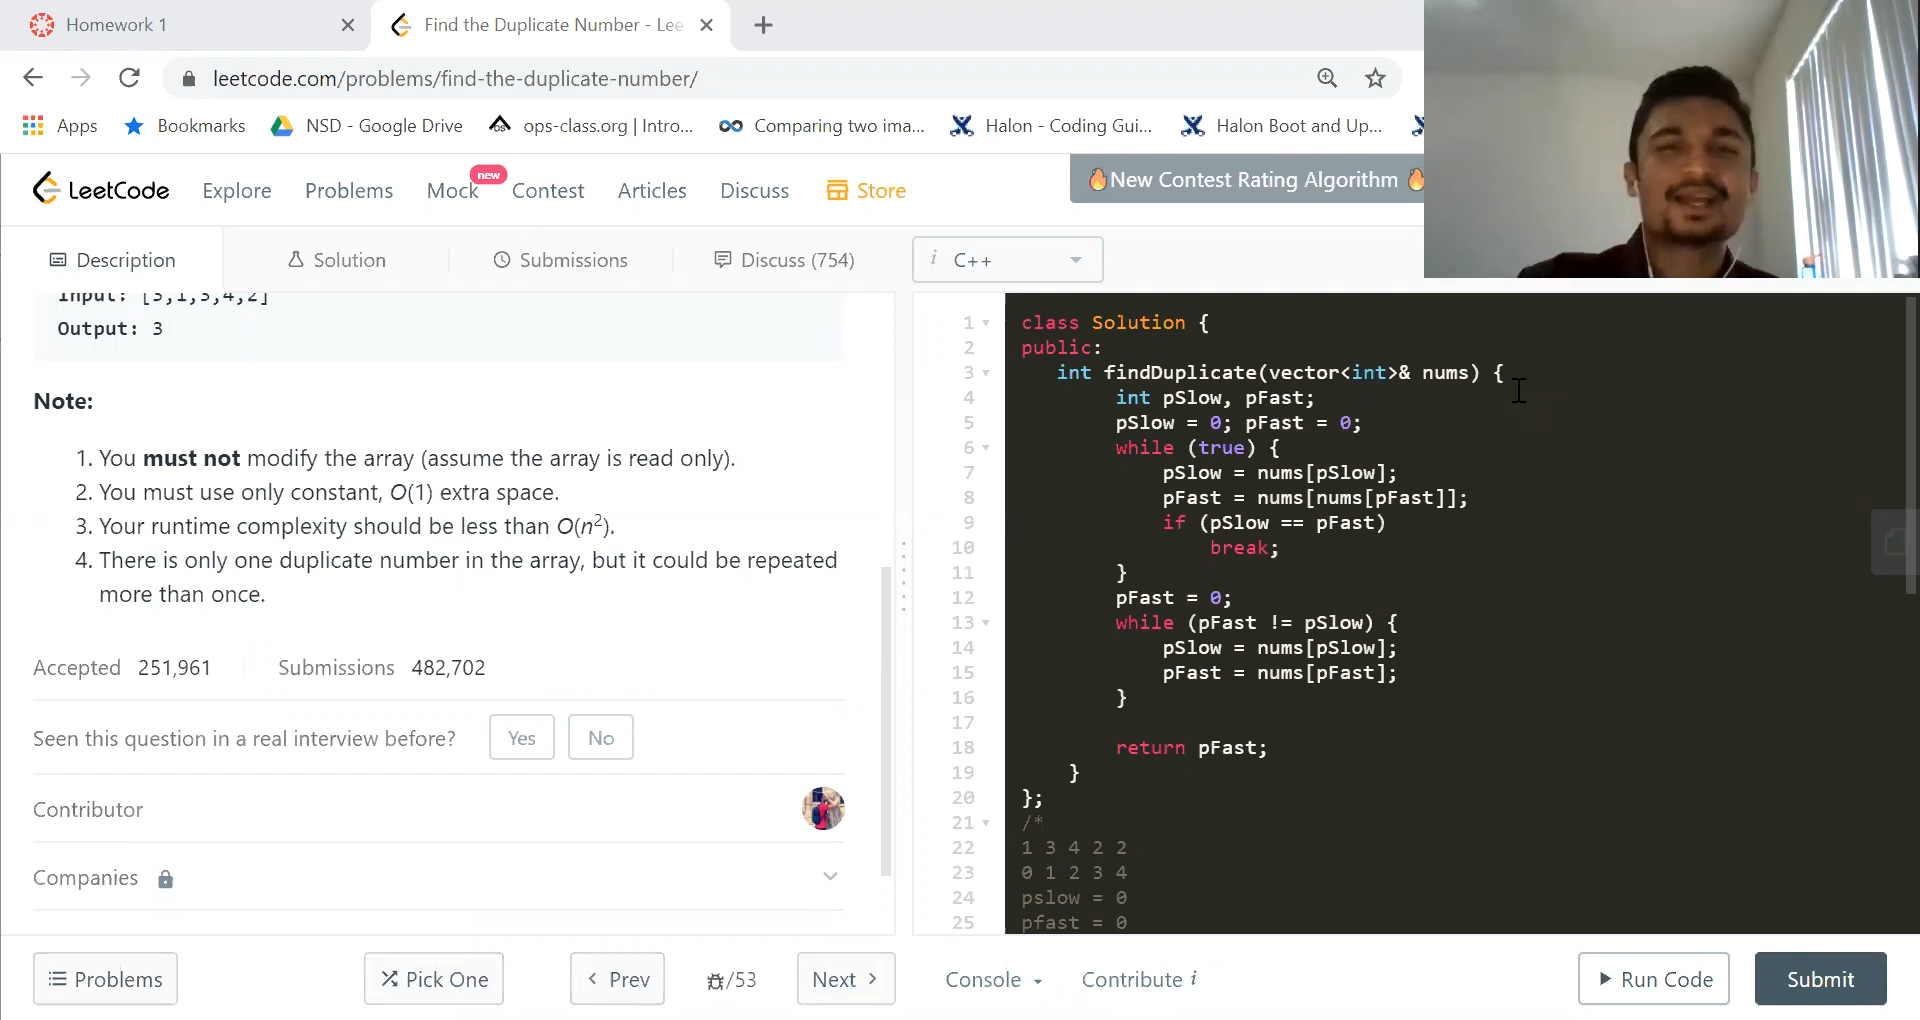 Homework 1
Find the Duplicate Number - Lee
leetcode.com/problems/find-the-duplicate-number/
Apps Bookmarks NSD - Google Drive ops-class.org | Intro... Comparing two ima... Halon - Coding Gui... Halon Boot and Up...
LeetCode Explore Problems Mock new Contest Articles Discuss Store
New Contest Rating Algorithm
Description Solution Submissions Discuss (754)
i C++
Input: [3,1,3,4,2]
Output: 3
Note:
1. You must not modify the array (assume the array is read only).
2. You must use only constant, O(1) extra space.
3. Your runtime complexity should be less than O(n²).
4. There is only one duplicate number in the array, but it could be repeated
more than once.
Accepted 251,961 Submissions 482,702
Seen this question in a real interview before? Yes No
Contributor
Companies
Problems Pick One Prev /53 Next
1 class Solution {
2 public:
3 int findDuplicate(vector<int>& nums) {
4 int pSlow, pFast;
5 pSlow = 0; pFast = 0;
6 while (true) {
7 pSlow = nums[pSlow];
8 pFast = nums[nums[pFast]];
9 if (pSlow == pFast)
10 break;
11 }
12 pFast = 0;
13 while (pFast != pSlow) {
14 pSlow = nums[pSlow];
15 pFast = nums[pFast];
16 }
17
18 return pFast;
19 }
20 };
21 /*
22 1 3 4 2 2
23 0 1 2 3 4
24 pslow = 0
25 pfast = 0
Console Contribute i Run Code Submit